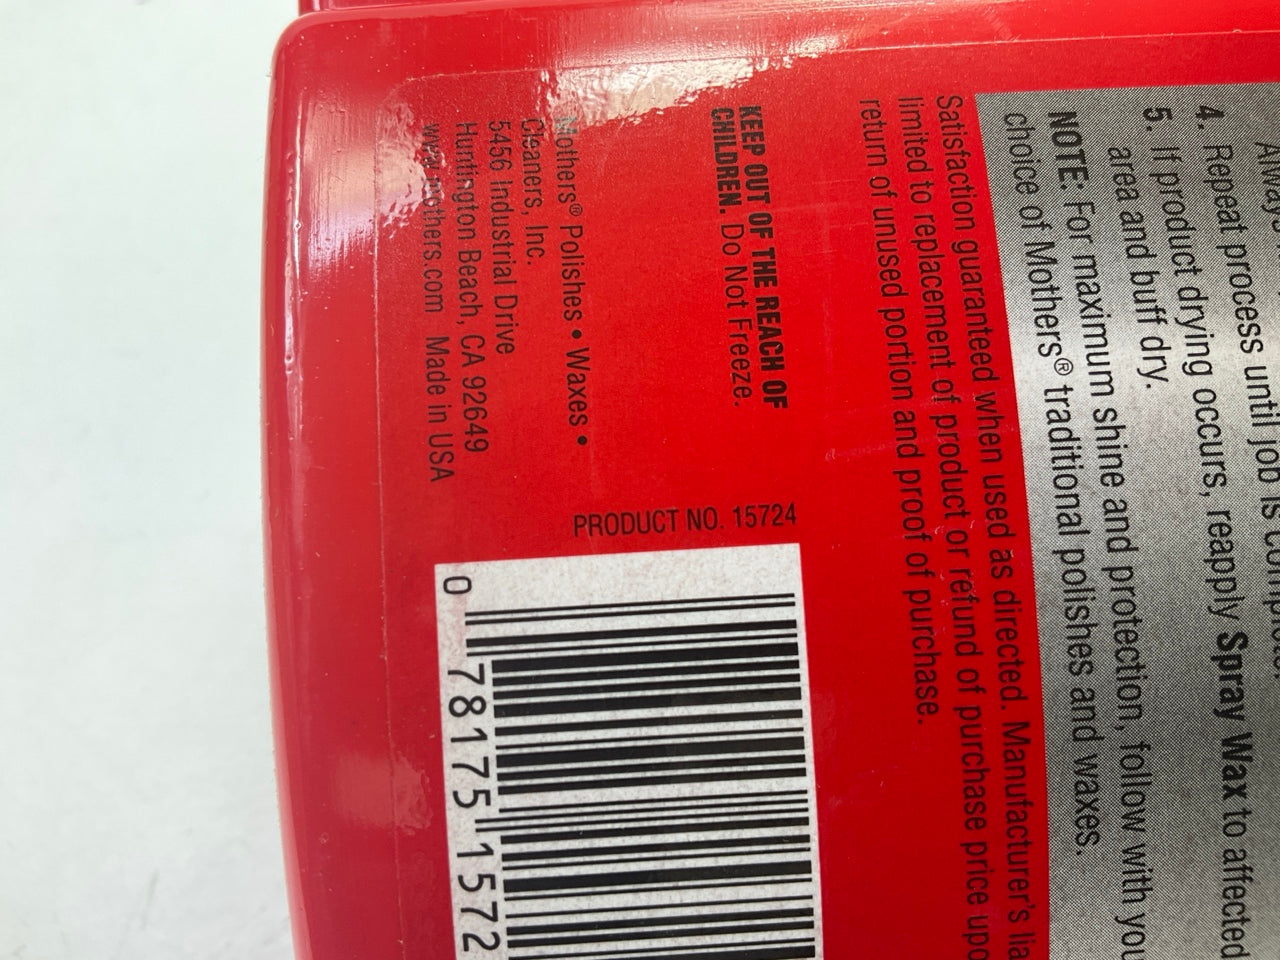 Always
4. Repeat process until job is complete.
5. If product drying occurs, reapply Spray Wax to affected
area and buff dry.
NOTE: For maximum shine and protection, follow with you
choice of Mothers® traditional polishes and waxes.
Satisfaction guaranteed when used as directed. Manufacturer's lia
limited to replacement of product or refund of purchase price upo
return of unused portion and proof of purchase.
KEEP OUT OF THE REACH OF
CHILDREN. Do Not Freeze.
Mothers® Polishes • Waxes •
Cleaners, Inc.
5456 Industrial Drive
Huntington Beach, CA 92649
www.mothers.com Made in USA
PRODUCT NO. 15724
0 78175 1572